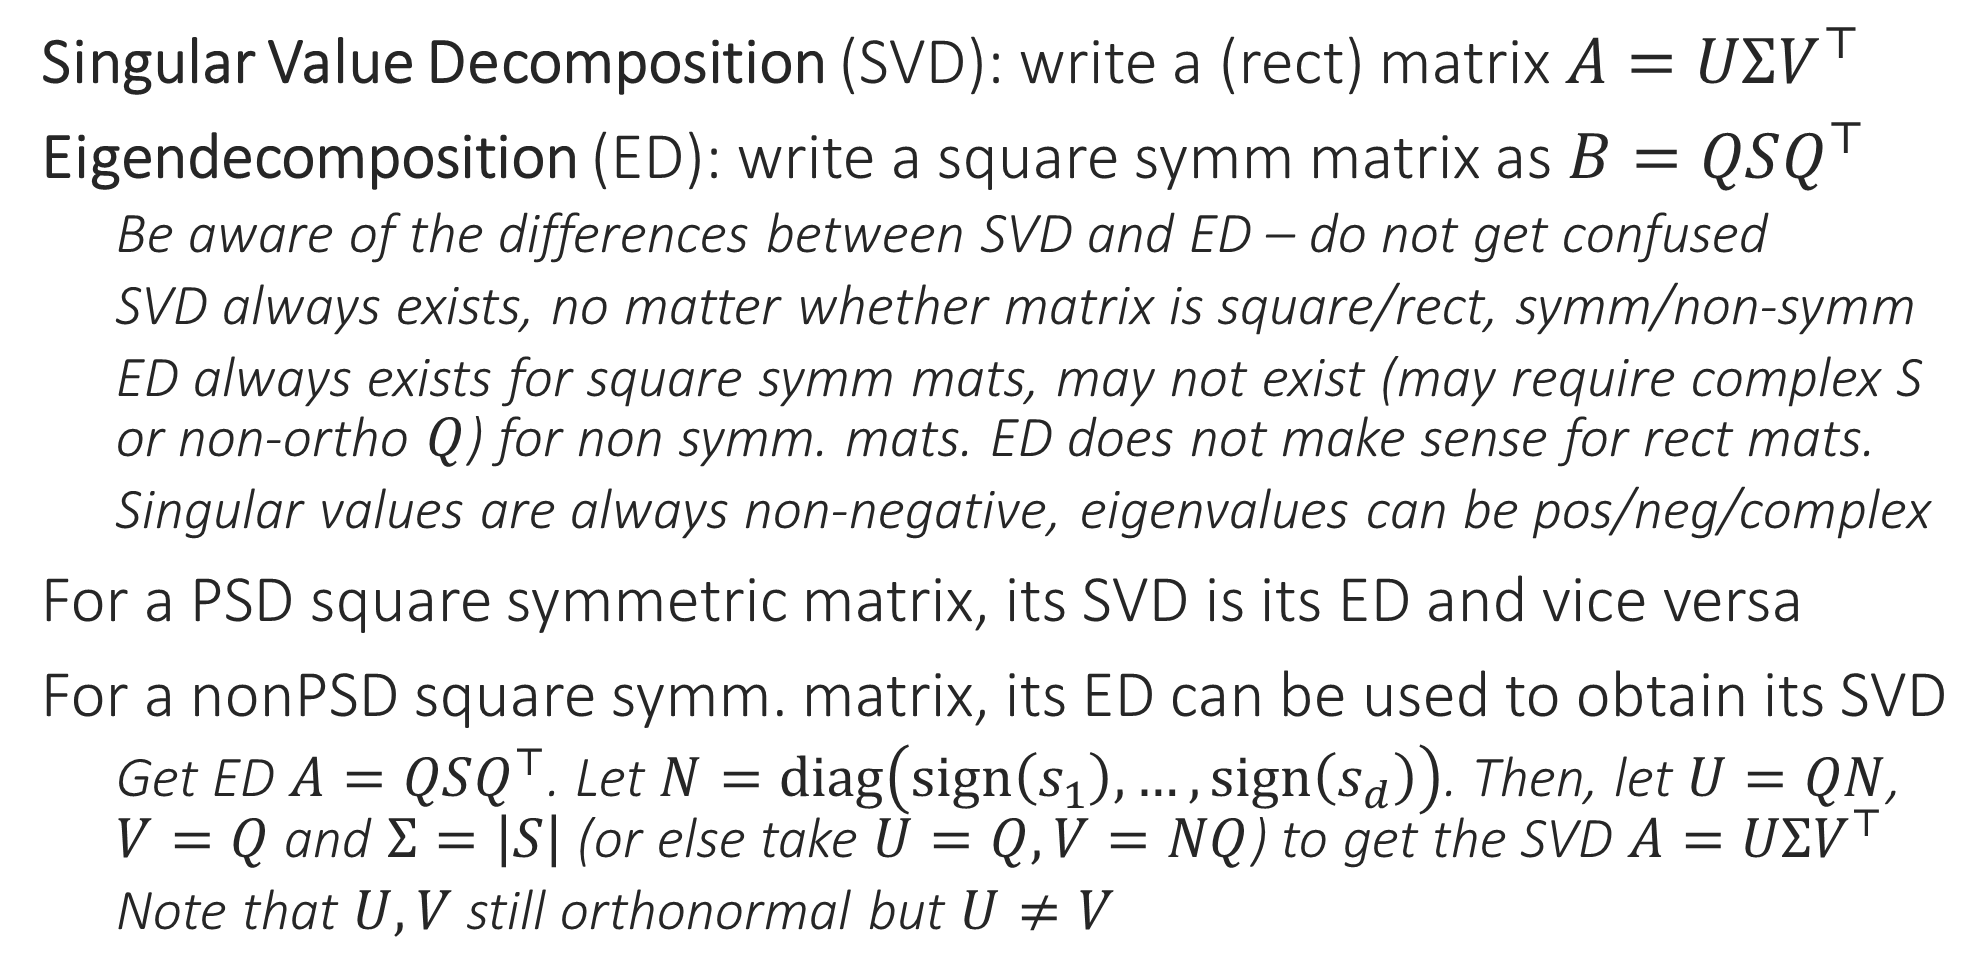 Singular Value Decomposition (SVD): write a (rect) matrix A = UΣV⊤
Eigendecomposition (ED): write a square symm matrix as B = QSQ⊤
Be aware of the differences between SVD and ED – do not get confused
SVD always exists, no matter whether matrix is square/rect, symm/non-symm
ED always exists for square symm mats, may not exist (may require complex S
or non-ortho Q) for non symm. mats. ED does not make sense for rect mats.
Singular values are always non-negative, eigenvalues can be pos/neg/complex
For a PSD square symmetric matrix, its SVD is its ED and vice versa
For a nonPSD square symm. matrix, its ED can be used to obtain its SVD
Get ED A = QSQ⊤. Let N = diag(sign(s₁), … , sign(s_d)). Then, let U = QN,
V = Q and Σ = |S| (or else take U = Q, V = NQ) to get the SVD A = UΣV⊤
Note that U, V still orthonormal but U ≠ V